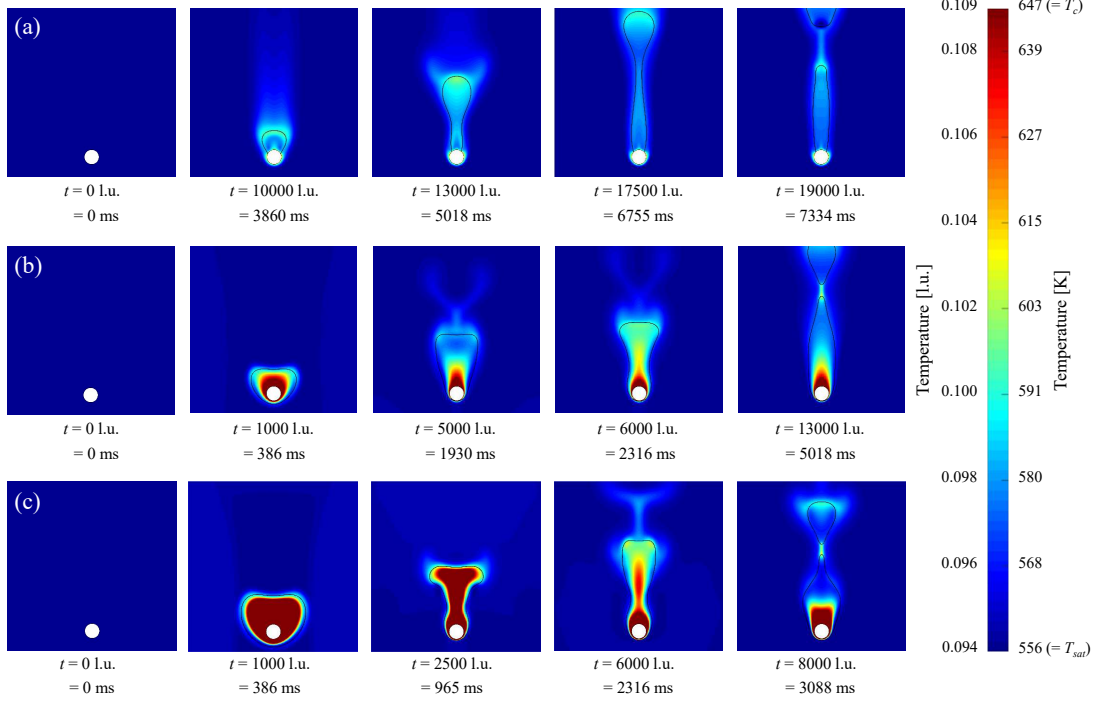 (a)
t = 0 l.u.
= 0 ms
t = 10000 l.u.
= 3860 ms
t = 13000 l.u.
= 5018 ms
t = 17500 l.u.
= 6755 ms
t = 19000 l.u.
= 7334 ms
(b)
t = 0 l.u.
= 0 ms
t = 1000 l.u.
= 386 ms
t = 5000 l.u.
= 1930 ms
t = 6000 l.u.
= 2316 ms
t = 13000 l.u.
= 5018 ms
(c)
t = 0 l.u.
= 0 ms
t = 1000 l.u.
= 386 ms
t = 2500 l.u.
= 965 ms
t = 6000 l.u.
= 2316 ms
t = 8000 l.u.
= 3088 ms
Temperature [l.u.]
0.109
0.108
0.106
0.104
0.102
0.100
0.098
0.096
0.094
647 (= Tc)
639
627
615
603
591
580
568
556 (= Tsat)
Temperature [K]